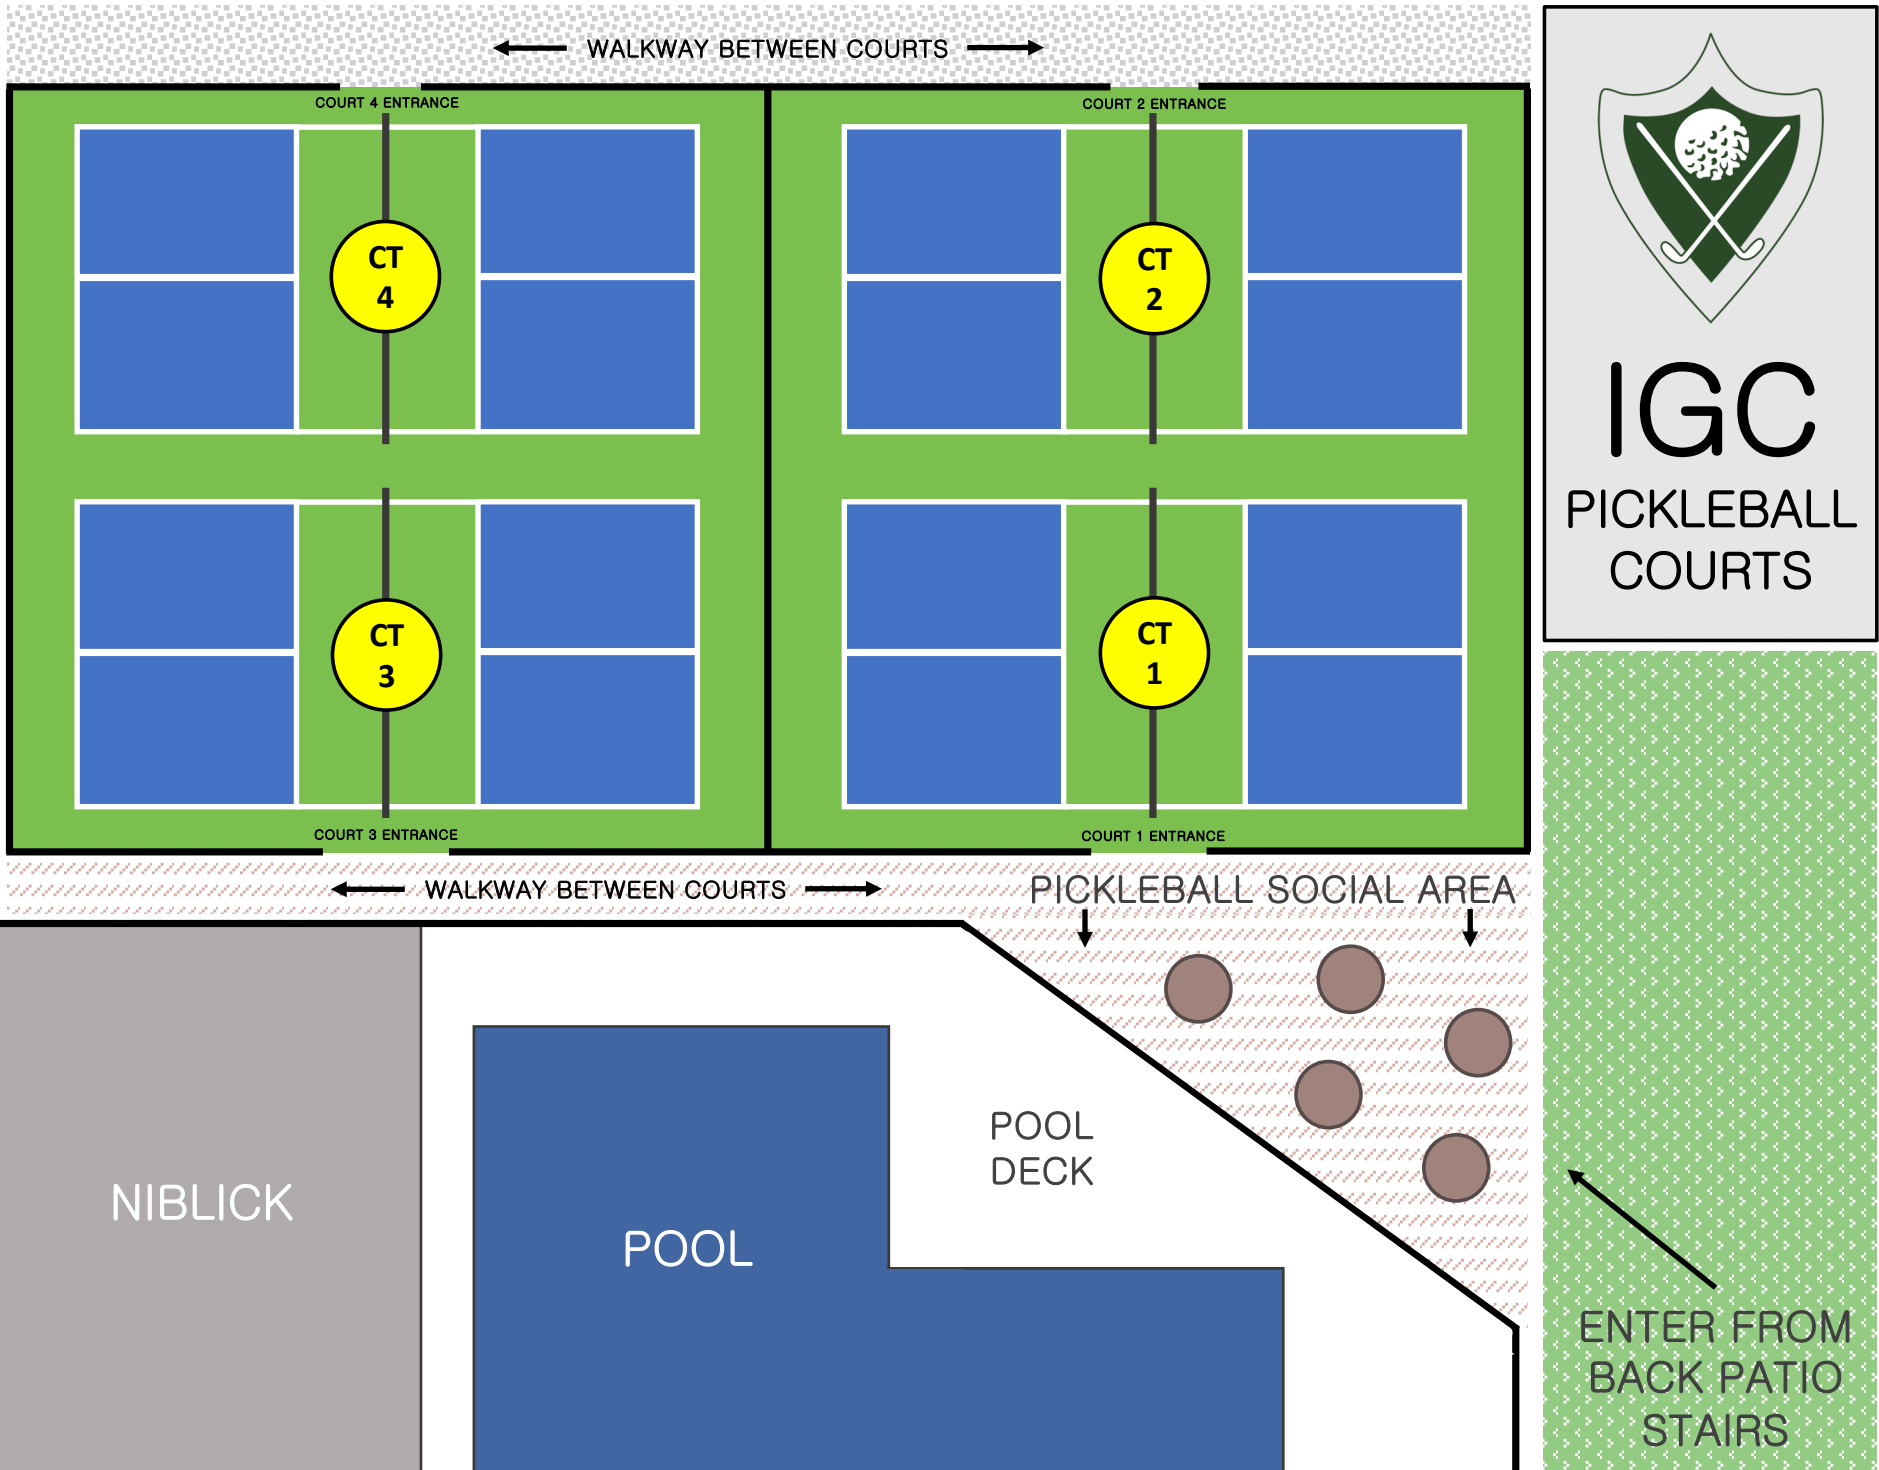 WALKWAY BETWEEN COURTS
COURT 4 ENTRANCE
COURT 2 ENTRANCE
CT
4
CT
2
IGC
PICKLEBALL
COURTS
CT
3
CT
1
COURT 3 ENTRANCE
COURT 1 ENTRANCE
WALKWAY BETWEEN COURTS
PICKLEBALL SOCIAL AREA
POOL
DECK
NIBLICK
POOL
ENTER FROM
BACK PATIO
STAIRS